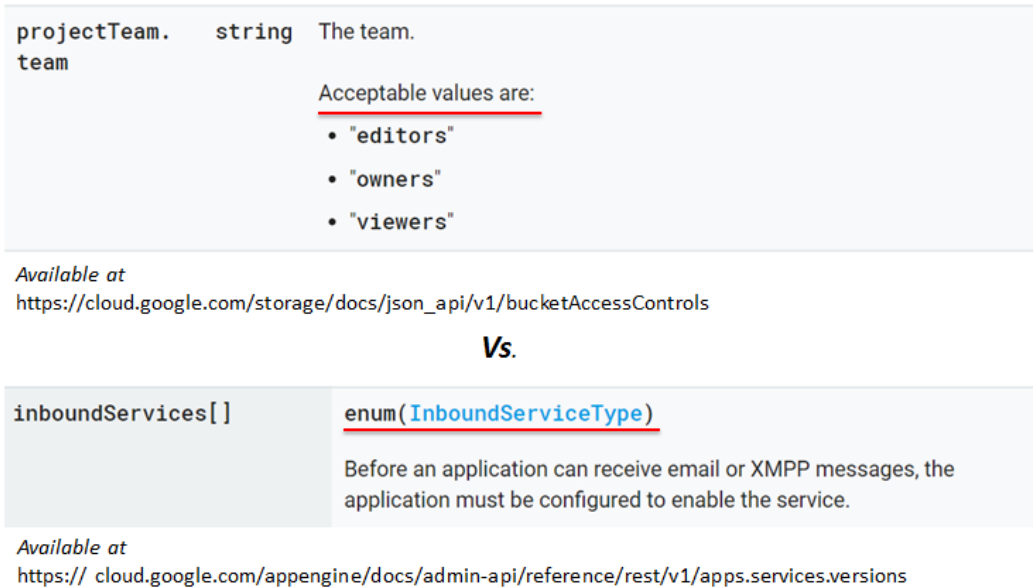 projectTeam. string The team.
team
Acceptable values are:
• "editors"
• "owners"
• "viewers"
Available at
https://cloud.google.com/storage/docs/json_api/v1/bucketAccessControls
Vs.
inboundServices[] enum(InboundServiceType)
Before an application can receive email or XMPP messages, the
application must be configured to enable the service.
Available at
https:// cloud.google.com/appengine/docs/admin-api/reference/rest/v1/apps.services.versions